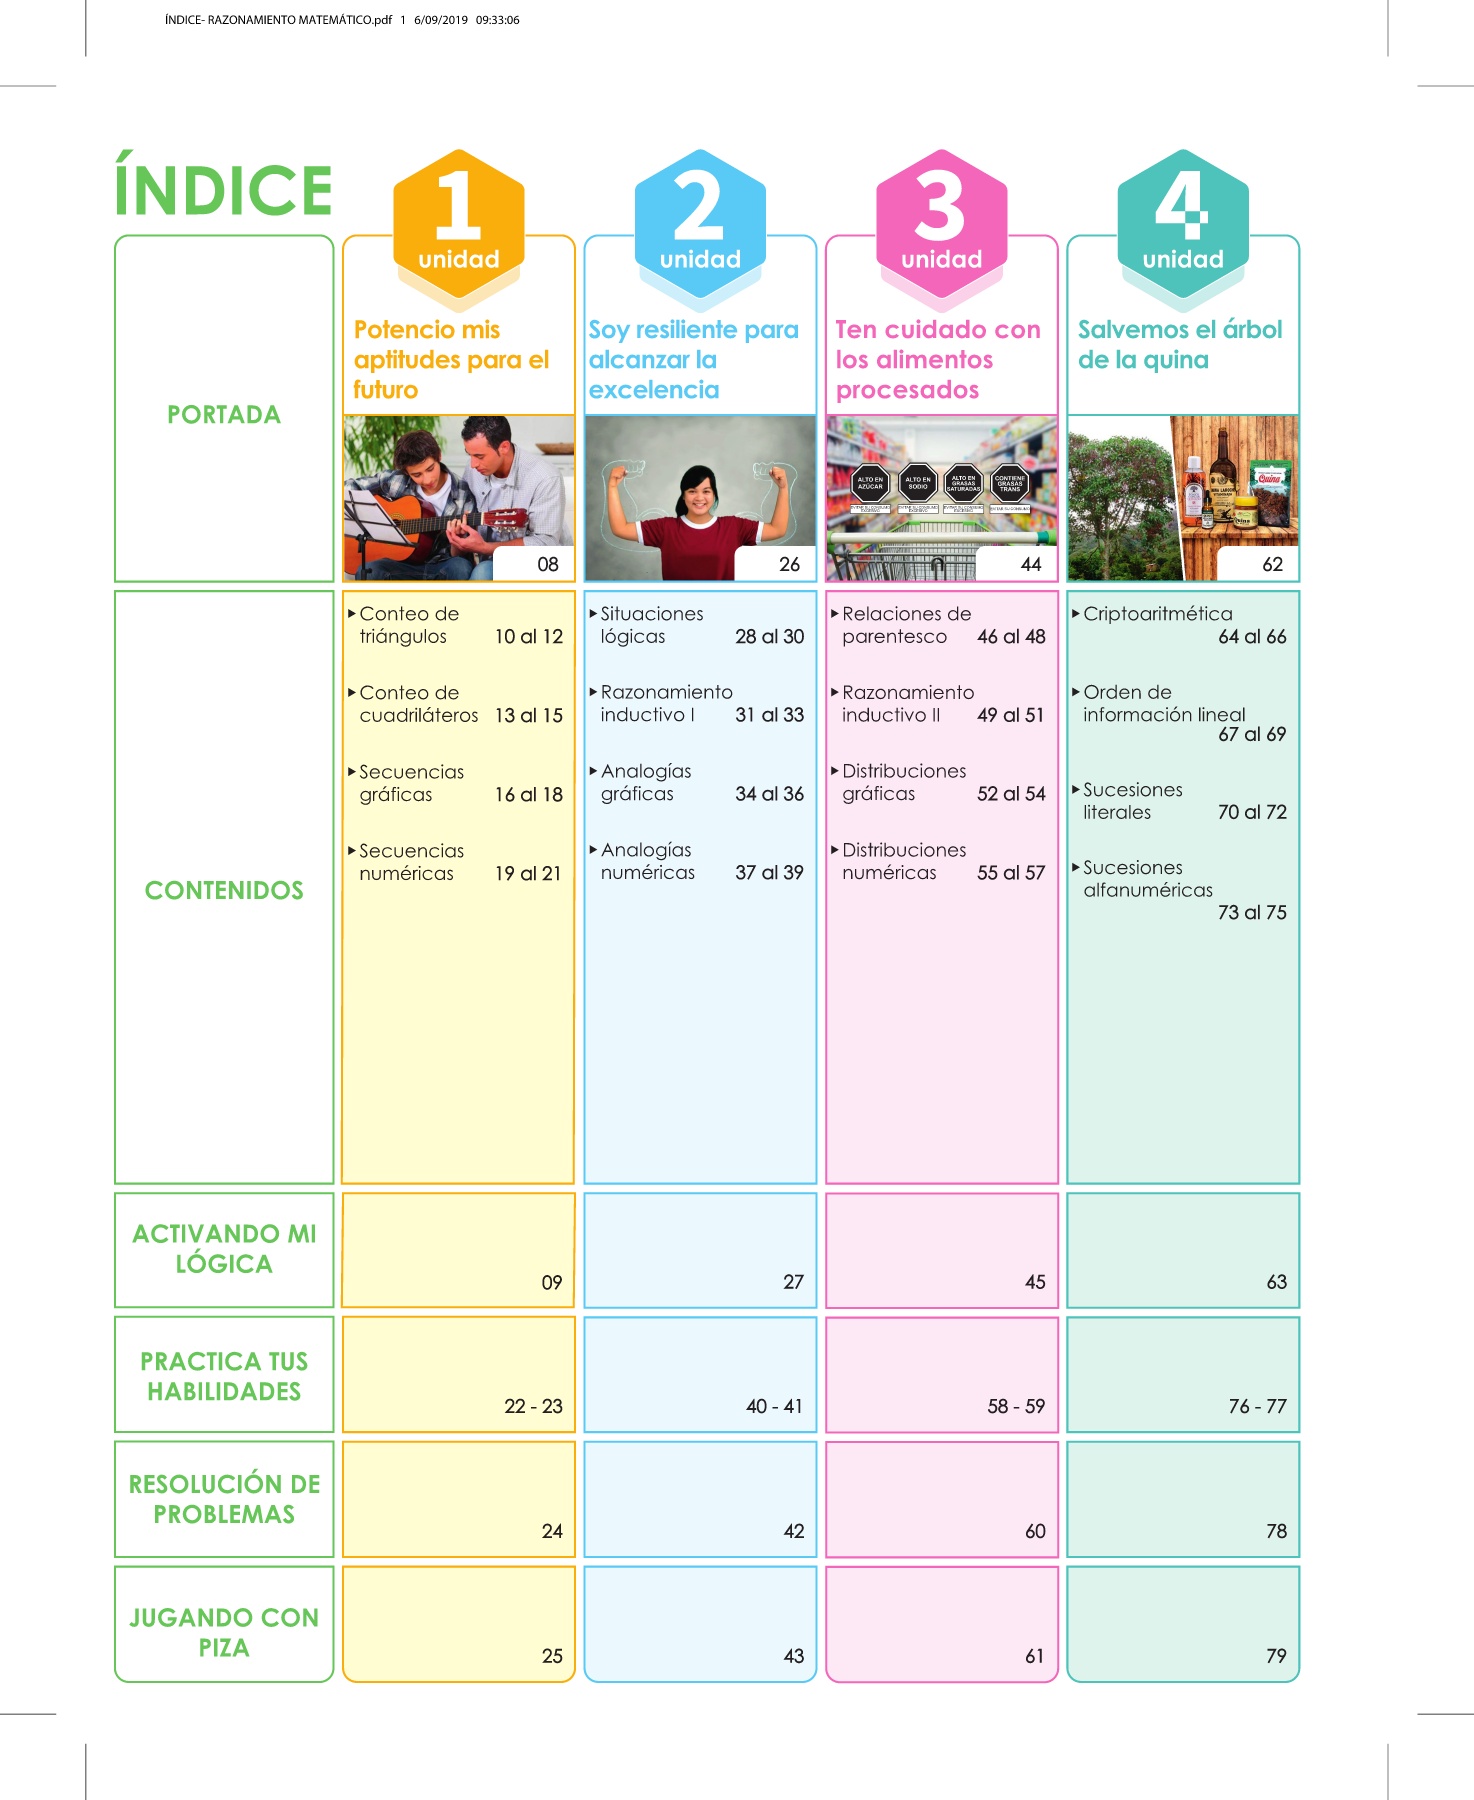 ÍNDICE- RAZONAMIENTO MATEMÁTICO.pdf 1 6/09/2019 09:33:06
ÍNDICE
1
unidad
2
unidad
3
unidad
4
unidad
PORTADA
Potencio mis
aptitudes para el
futuro
08
Soy resiliente para
alcanzar la
excelencia
26
Ten cuidado con
los alimentos
procesados
ALTO EN
AZÚCAR
ALTO EN
SODIO
ALTO EN
GRASAS
SATURADAS
CONTIENE
GRASAS
TRANS
44
Salvemos el árbol
de la quina
Quina
62
CONTENIDOS
Conteo de
triángulos 10 al 12
Conteo de
cuadriláteros 13 al 15
Secuencias
gráficas 16 al 18
Secuencias
numéricas 19 al 21
Situaciones
lógicas 28 al 30
Razonamiento
inductivo I 31 al 33
Analogías
gráficas 34 al 36
Analogías
numéricas 37 al 39
Relaciones de
parentesco 46 al 48
Razonamiento
inductivo II 49 al 51
Distribuciones
gráficas 52 al 54
Distribuciones
numéricas 55 al 57
Criptoaritmética
64 al 66
Orden de
información lineal
67 al 69
Sucesiones
literales 70 al 72
Sucesiones
alfanuméricas
73 al 75
ACTIVANDO MI
LÓGICA
09 27 45 63
PRACTICA TUS
HABILIDADES
22 - 23 40 - 41 58 - 59 76 - 77
RESOLUCIÓN DE
PROBLEMAS
24 42 60 78
JUGANDO CON
PIZA
25 43 61 79